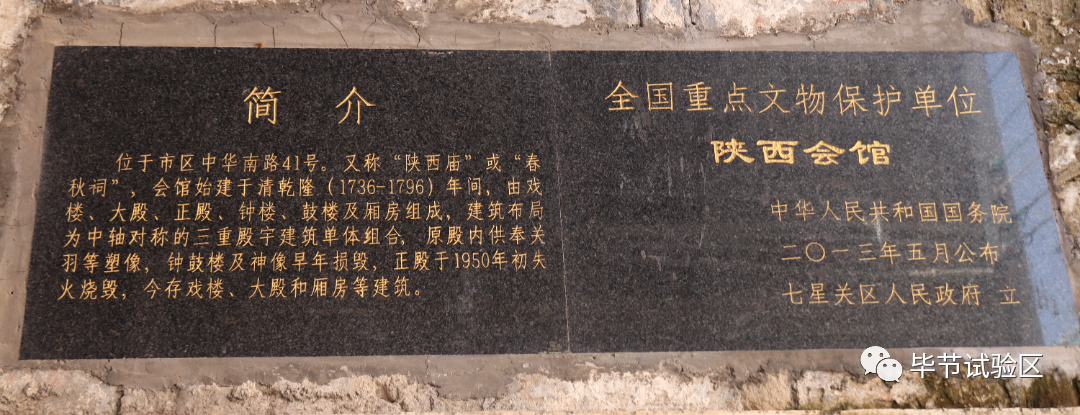 简介
位于市区中华南路41号。又称“陕西庙”或“春
秋祠”，会馆始建于清乾隆（1736-1796）年间，由戏
楼、大殿、正殿、钟楼、鼓楼及厢房组成，建筑布局
为中轴对称的三重殿宇建筑单体组合，原殿内供奉关
羽等塑像，钟鼓楼及神像早年损毁，正殿于1950年初失
火烧毁，今存戏楼、大殿和厢房等建筑。
全国重点文物保护单位
陕西会馆
中华人民共和国国务院
二〇一三年五月公布
七星关区人民政府 立
毕节试验区